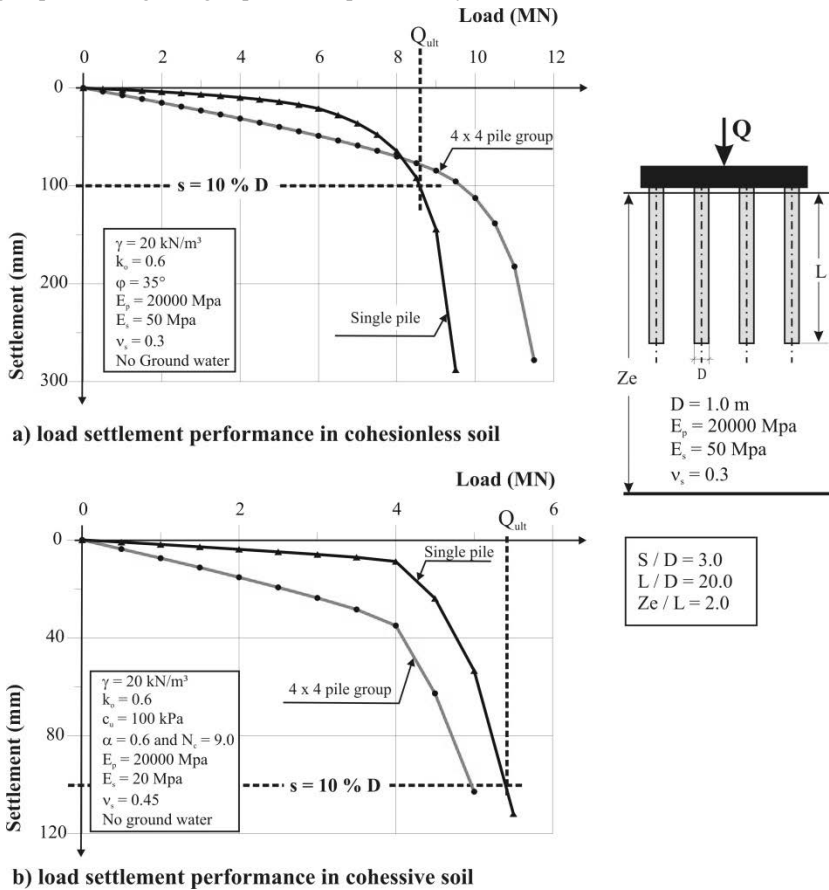 Load (MN)
Q_ult
0 2 4 6 8 10 12
0
100
200
300
Settlement (mm)
4 x 4 pile group
s = 10 % D
γ = 20 kN/m³
k_o = 0.6
φ = 35°
E_p = 20000 Mpa
E_s = 50 Mpa
ν_s = 0.3
No Ground water
Single pile
a) load settlement performance in cohesionless soil
Q
L
Ze
D
D = 1.0 m
E_p = 20000 Mpa
E_s = 50 Mpa
ν_s = 0.3
S / D = 3.0
L / D = 20.0
Ze / L = 2.0
Load (MN)
Q_ult
0 2 4 6
0
40
80
120
Settlement (mm)
Single pile
4 x 4 pile group
γ = 20 kN/m³
k_o = 0.6
c_u = 100 kPa
α = 0.6 and N_c = 9.0
E_p = 20000 Mpa
E_s = 20 Mpa
ν_s = 0.45
No ground water
s = 10 % D
b) load settlement performance in cohessive soil